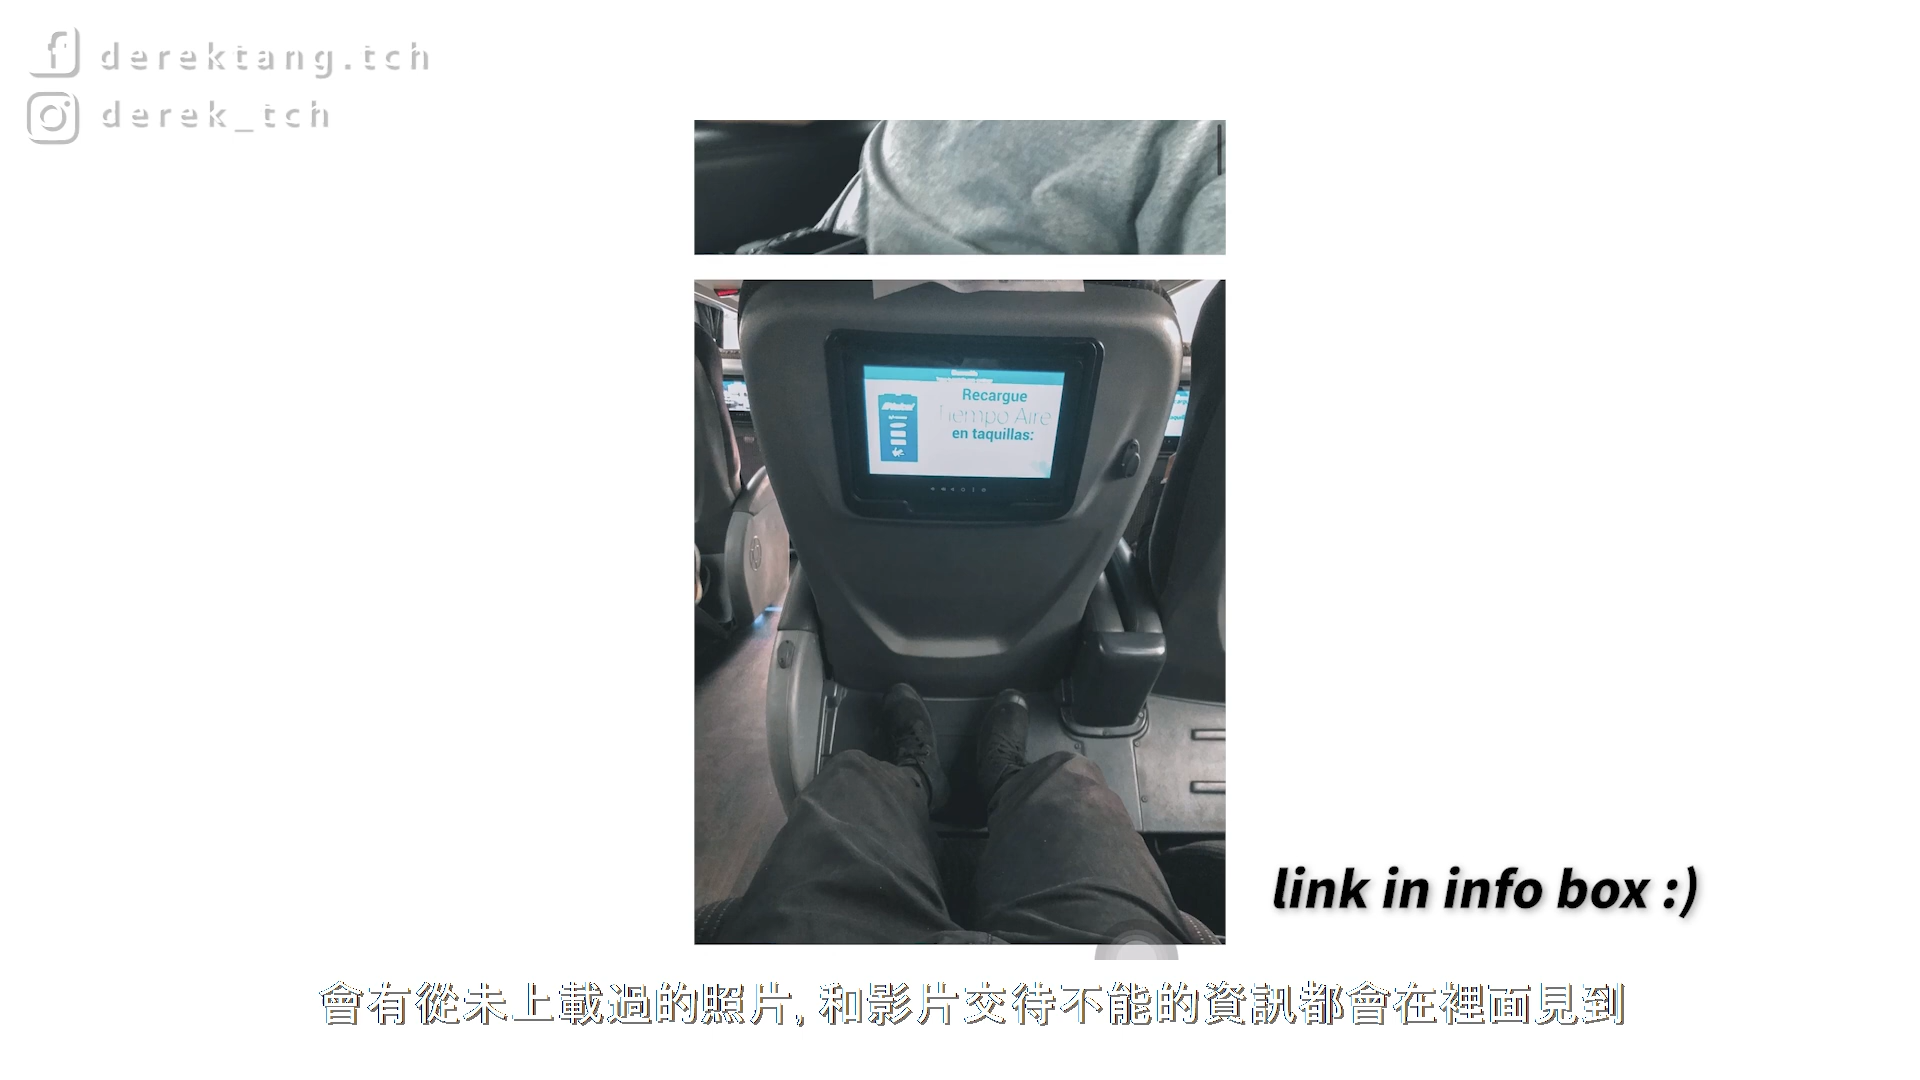 derektang.tch
derek_tch
Recargue
Tiempo Aire
en taquillas:
link in info box :)
會有從未上載過的照片, 和影片交待不能的資訊都會在裡面見到